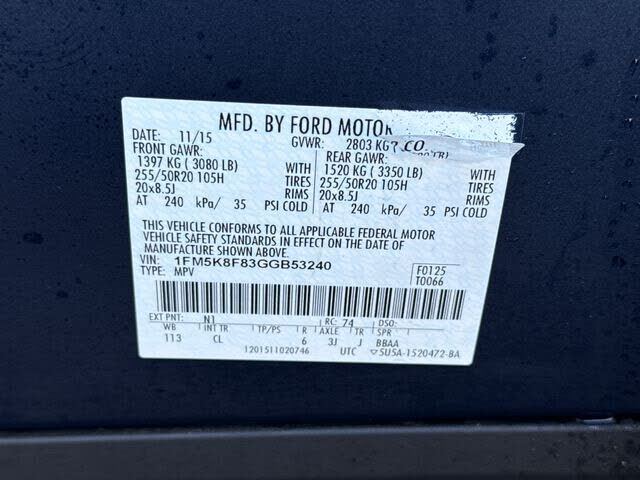 MFD. BY FORD MOTOR CO.
DATE: 11/15 GVWR: 2803 KG
FRONT GAWR: REAR GAWR:
1397 KG (3080 LB) WITH 1520 KG (3350 LB) WITH
255/50R20 105H TIRES 255/50R20 105H TIRES
20x8.5J RIMS 20x8.5J RIMS
AT 240 kPa/ 35 PSI COLD AT 240 kPa/ 35 PSI COLD
THIS VEHICLE CONFORMS TO ALL APPLICABLE FEDERAL MOTOR
VEHICLE SAFETY STANDARDS IN EFFECT ON THE DATE OF
MANUFACTURE SHOWN ABOVE.
VIN: 1FM5K8F83GGB53240 F0125
TYPE: MPV T0066
EXT PNT: N1 RC: 74 DSO:
WB INT TR TP/PS R AXLE TR SPR
113 CL 6 3J J BBAA
1201511020746 UTC ▽5U5A-1520472-BA